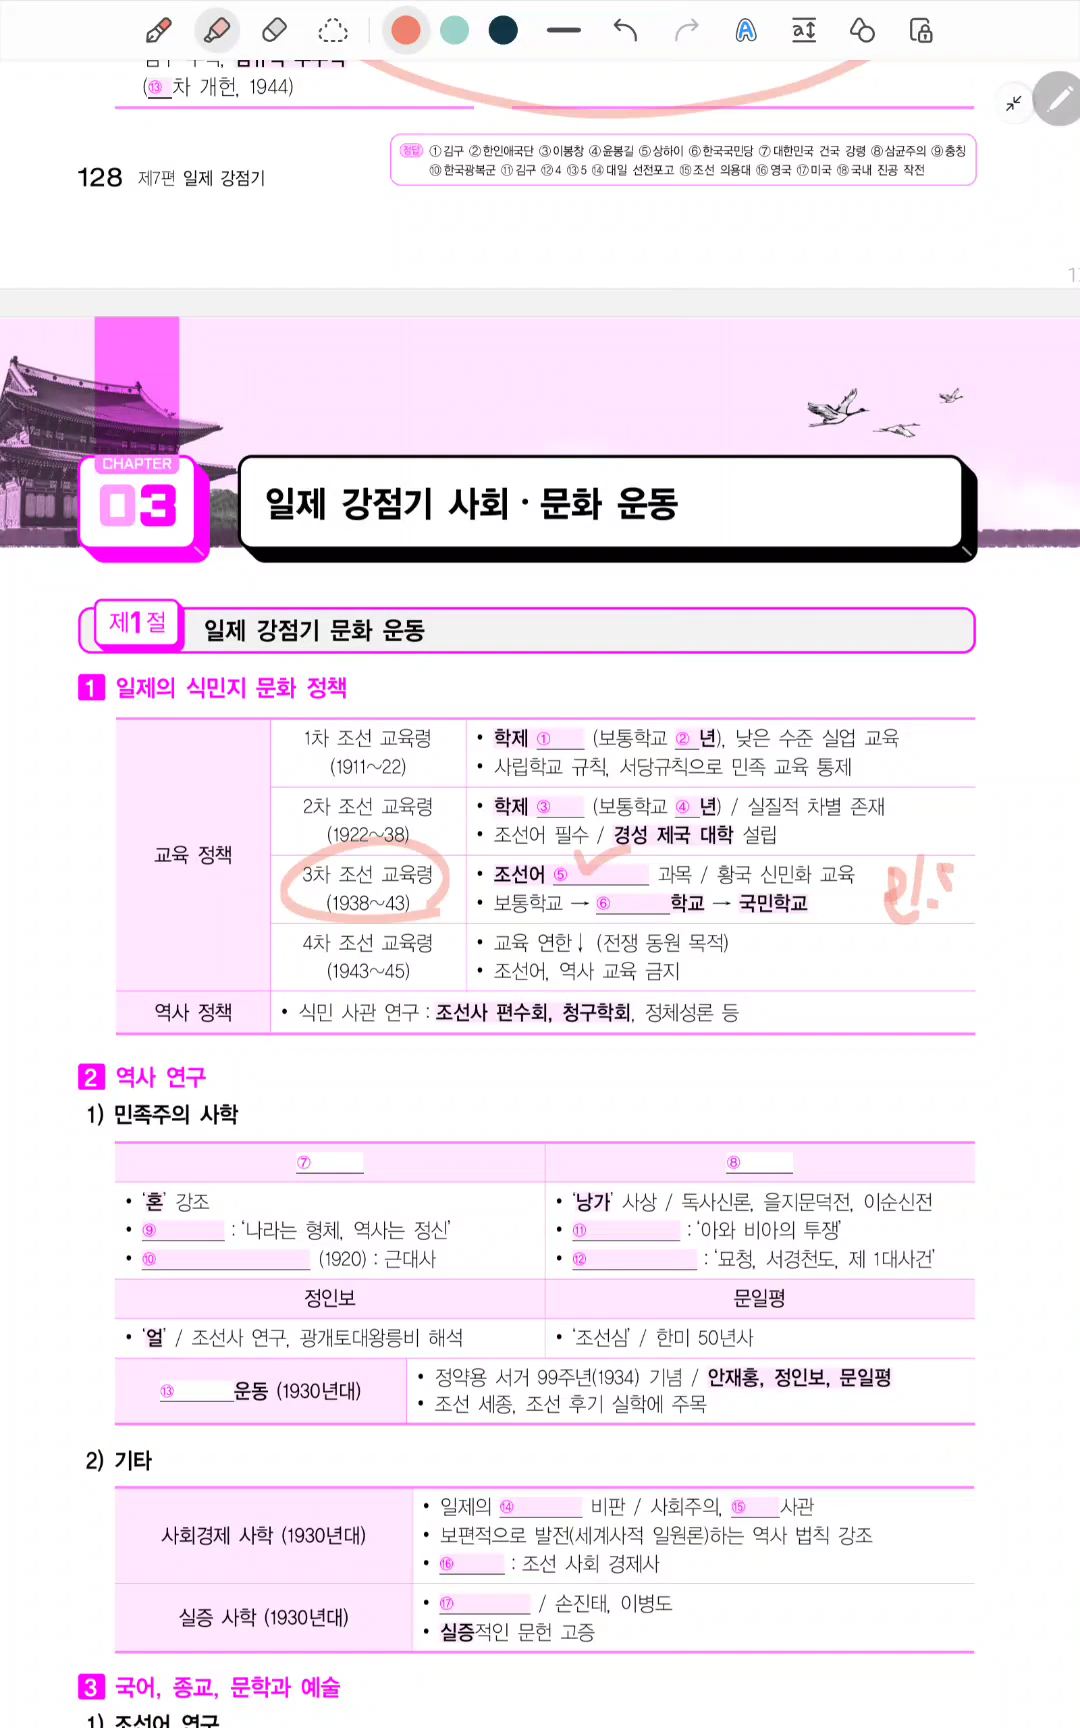 (⑬ 차 개헌, 1944)
정답 ①김구 ②한인애국단 ③이봉창 ④윤봉길 ⑤상하이 ⑥한국국민당 ⑦대한민국 건국 강령 ⑧삼균주의 ⑨충칭
⑩한국광복군 ⑪김구 ⑫4 ⑬5 ⑭대일 선전포고 ⑮조선 의용대 ⑯영국 ⑰미국 ⑱국내 진공 작전
128 제7편 일제 강점기
CHAPTER
03
일제 강점기 사회·문화 운동
제1절 일제 강점기 문화 운동
1 일제의 식민지 문화 정책
교육 정책
1차 조선 교육령
(1911~22)
• 학제 ① (보통학교 ② 년), 낮은 수준 실업 교육
• 사립학교 규칙, 서당규칙으로 민족 교육 통제
2차 조선 교육령
(1922~38)
• 학제 ③ (보통학교 ④ 년) / 실질적 차별 존재
• 조선어 필수 / 경성 제국 대학 설립
3차 조선 교육령
(1938~43)
• 조선어 ⑤ 과목 / 황국 신민화 교육
• 보통학교 → ⑥ 학교 → 국민학교
4차 조선 교육령
(1943~45)
• 교육 연한↓ (전쟁 동원 목적)
• 조선어, 역사 교육 금지
역사 정책
• 식민 사관 연구 : 조선사 편수회, 청구학회, 정체성론 등
2 역사 연구
1) 민족주의 사학
⑦
• '혼' 강조
• ⑨ : '나라는 형체, 역사는 정신'
• ⑩ (1920) : 근대사
⑧
• '낭가' 사상 / 독사신론, 을지문덕전, 이순신전
• ⑪ : '아와 비아의 투쟁'
• ⑫ : '묘청, 서경천도, 제 1대사건'
정인보
• '얼' / 조선사 연구, 광개토대왕릉비 해석
문일평
• '조선심' / 한미 50년사
⑬ 운동 (1930년대)
• 정약용 서거 99주년(1934) 기념 / 안재홍, 정인보, 문일평
• 조선 세종, 조선 후기 실학에 주목
2) 기타
사회경제 사학 (1930년대)
• 일제의 ⑭ 비판 / 사회주의, ⑮ 사관
• 보편적으로 발전(세계사적 일원론)하는 역사 법칙 강조
• ⑯ : 조선 사회 경제사
실증 사학 (1930년대)
• ⑰ / 손진태, 이병도
• 실증적인 문헌 고증
3 국어, 종교, 문학과 예술
1) 조선어 연구